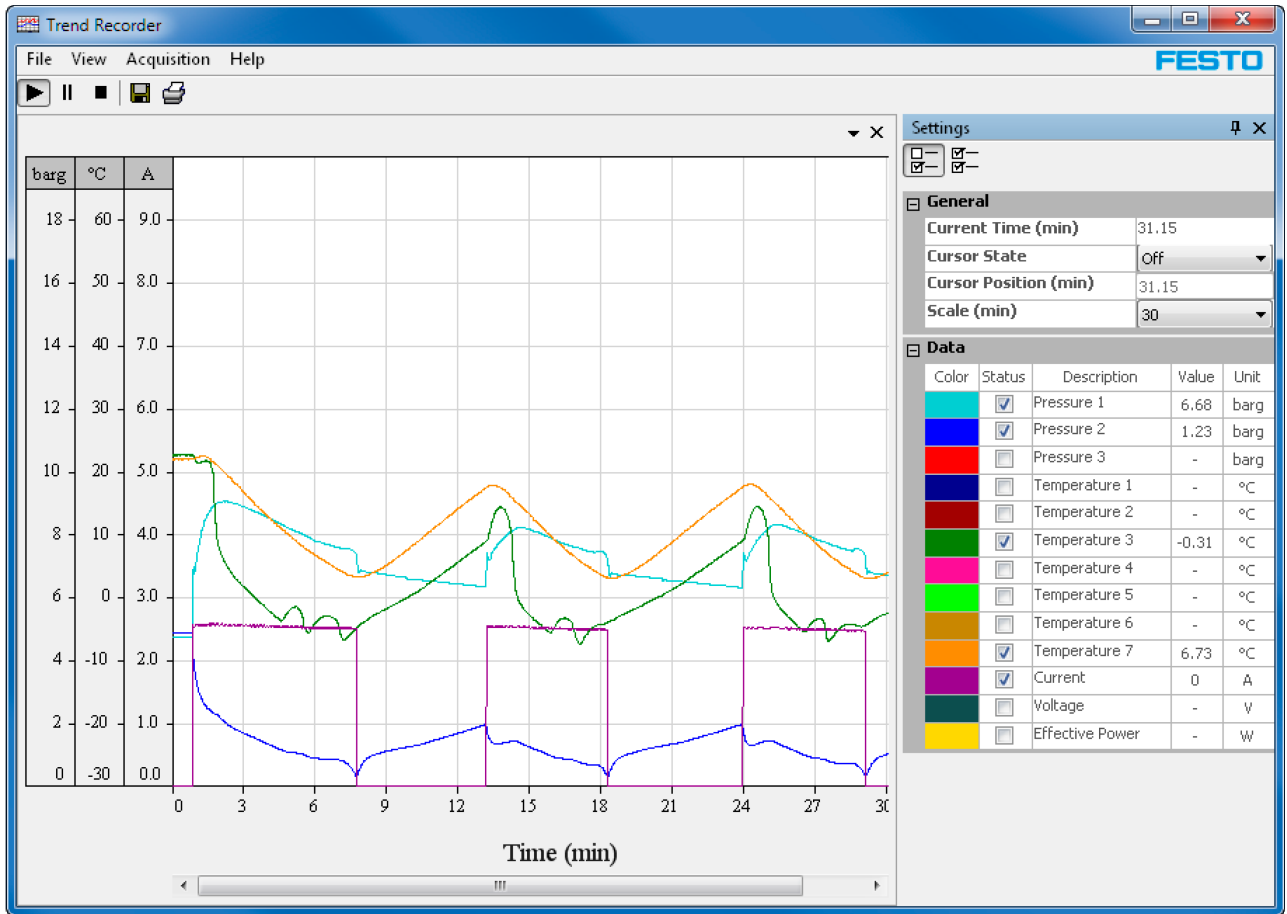 Trend Recorder
File View Acquisition Help
FESTO
Settings
barg °C A
18 60 9.0
16 50 8.0
14 40 7.0
12 30 6.0
10 20 5.0
8 10 4.0
6 0 3.0
4 -10 2.0
2 -20 1.0
0 -30 0.0
0 3 6 9 12 15 18 21 24 27 30
Time (min)
General
Current Time (min) 31.15
Cursor State Off
Cursor Position (min) 31.15
Scale (min) 30
Data
Color Status Description Value Unit
Pressure 1 6.68 barg
Pressure 2 1.23 barg
Pressure 3 - barg
Temperature 1 - °C
Temperature 2 - °C
Temperature 3 -0.31 °C
Temperature 4 - °C
Temperature 5 - °C
Temperature 6 - °C
Temperature 7 6.73 °C
Current 0 A
Voltage - V
Effective Power - W